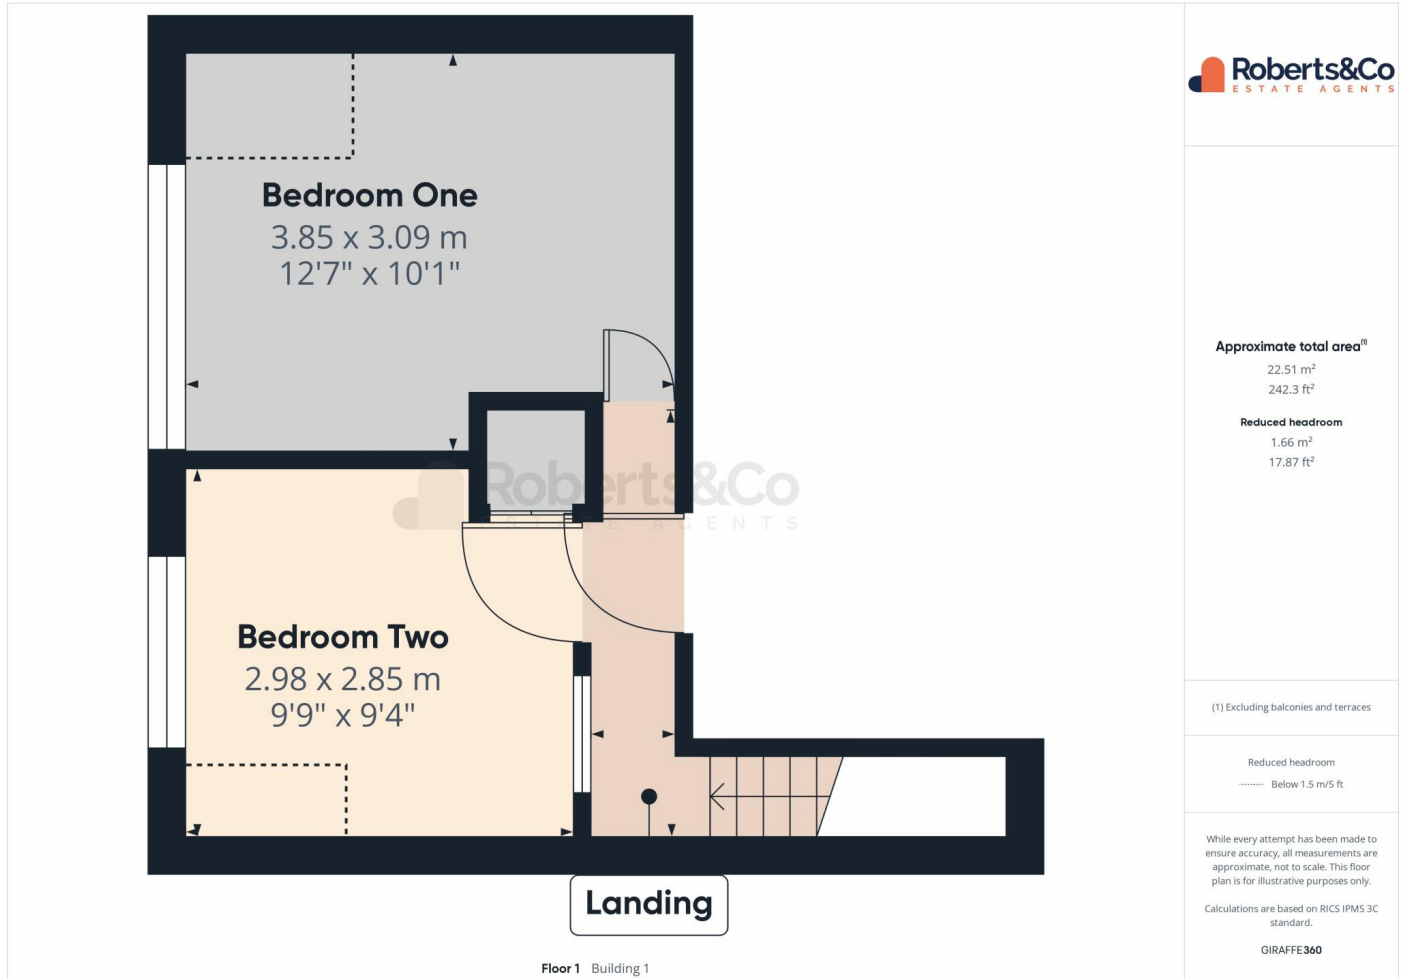 Bedroom One
3.85 x 3.09 m
12'7" x 10'1"
Roberts&Co
ESTATE AGENTS
Bedroom Two
2.98 x 2.85 m
9'9" x 9'4"
Landing
Floor 1 Building 1
Roberts&Co
ESTATE AGENTS
Approximate total area(1)
22.51 m²
242.3 ft²
Reduced headroom
1.66 m²
17.87 ft²
(1) Excluding balconies and terraces
Reduced headroom
Below 1.5 m/5 ft
While every attempt has been made to
ensure accuracy, all measurements are
approximate, not to scale. This floor
plan is for illustrative purposes only.
Calculations are based on RICS IPMS 3C
standard.
GIRAFFE360